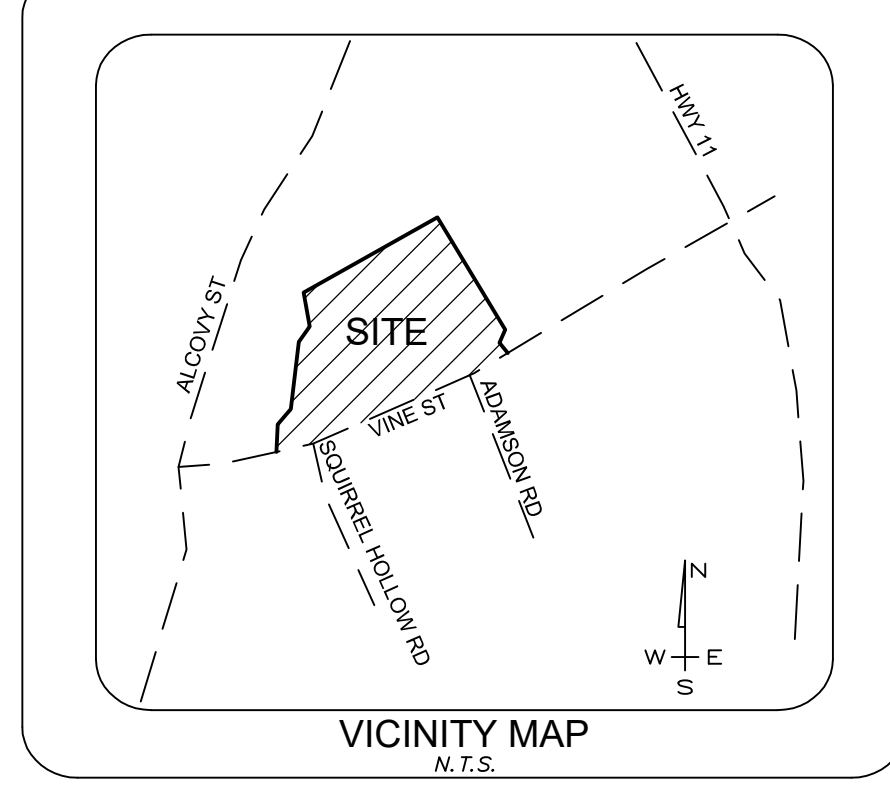 HWY 11
ALCOVY ST
SITE
VINE ST
ADAMSON RD
SQUIRREL HOLLOW RD
N
W E
S
VICINITY MAP
N.T.S.